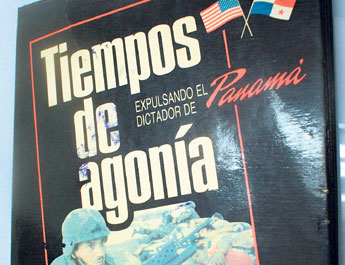 Tiempos
de
agonía
EXPULSANDO EL
DICTADOR DE
Panamá